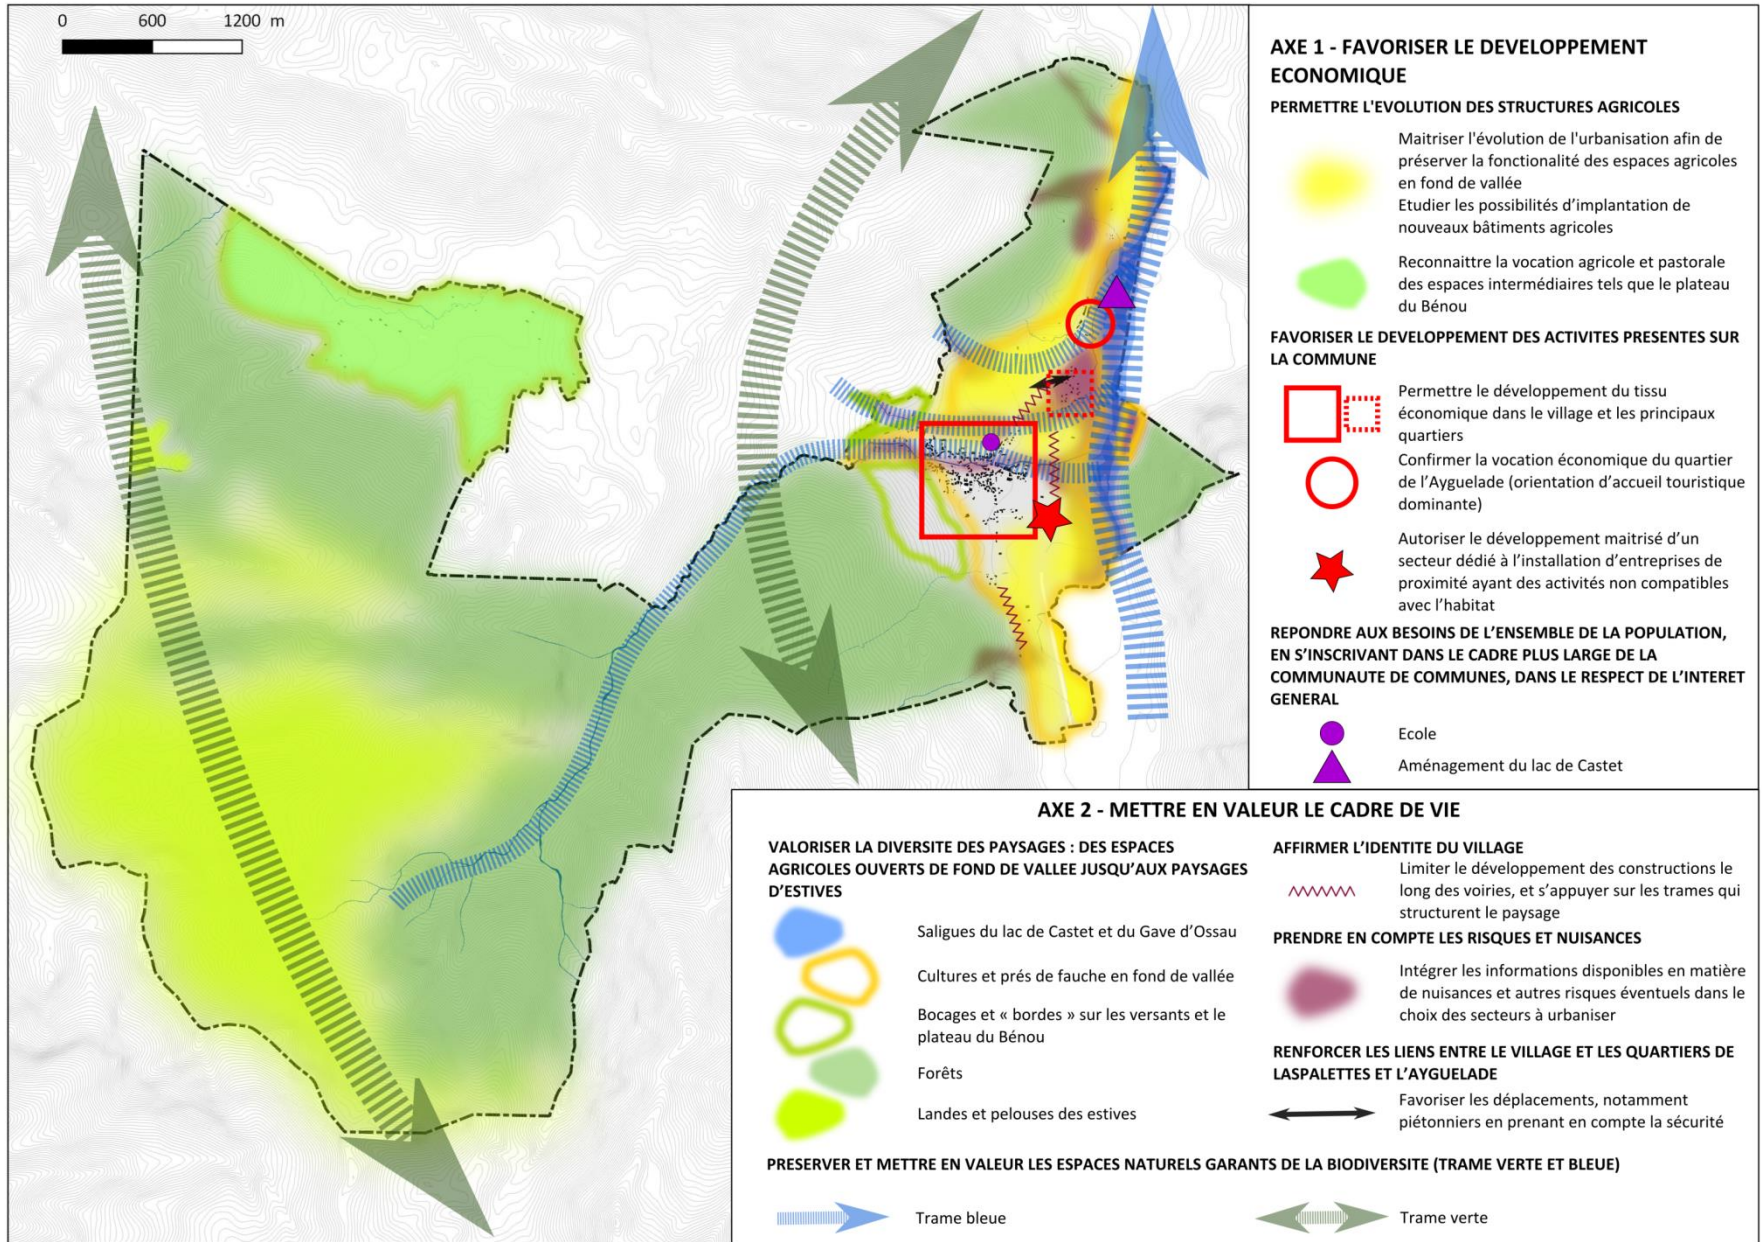 0 600 1200 m
AXE 1 - FAVORISER LE DEVELOPPEMENT
ECONOMIQUE
PERMETTRE L'EVOLUTION DES STRUCTURES AGRICOLES
Maitriser l'évolution de l'urbanisation afin de
préserver la fonctionalité des espaces agricoles
en fond de vallée
Etudier les possibilités d'implantation de
nouveaux bâtiments agricoles
Reconnaittre la vocation agricole et pastorale
des espaces intermédiaires tels que le plateau
du Bénou
FAVORISER LE DEVELOPPEMENT DES ACTIVITES PRESENTES SUR
LA COMMUNE
Permettre le développement du tissu
économique dans le village et les principaux
quartiers
Confirmer la vocation économique du quartier
de l'Ayguelade (orientation d'accueil touristique
dominante)
Autoriser le développement maitrisé d'un
secteur dédié à l'installation d'entreprises de
proximité ayant des activités non compatibles
avec l'habitat
REPONDRE AUX BESOINS DE L'ENSEMBLE DE LA POPULATION,
EN S'INSCRIVANT DANS LE CADRE PLUS LARGE DE LA
COMMUNAUTE DE COMMUNES, DANS LE RESPECT DE L'INTERET
GENERAL
Ecole
Aménagement du lac de Castet
AXE 2 - METTRE EN VALEUR LE CADRE DE VIE
VALORISER LA DIVERSITE DES PAYSAGES : DES ESPACES
AGRICOLES OUVERTS DE FOND DE VALLEE JUSQU'AUX PAYSAGES
D'ESTIVES
Saligues du lac de Castet et du Gave d'Ossau
Cultures et prés de fauche en fond de vallée
Bocages et « bordes » sur les versants et le
plateau du Bénou
Forêts
Landes et pelouses des estives
AFFIRMER L'IDENTITE DU VILLAGE
Limiter le développement des constructions le
long des voiries, et s'appuyer sur les trames qui
structurent le paysage
PRENDRE EN COMPTE LES RISQUES ET NUISANCES
Intégrer les informations disponibles en matière
de nuisances et autres risques éventuels dans le
choix des secteurs à urbaniser
RENFORCER LES LIENS ENTRE LE VILLAGE ET LES QUARTIERS DE
LASPALETTES ET L'AYGUELADE
Favoriser les déplacements, notamment
piétonniers en prenant en compte la sécurité
PRESERVER ET METTRE EN VALEUR LES ESPACES NATURELS GARANTS DE LA BIODIVERSITE (TRAME VERTE ET BLEUE)
Trame bleue
Trame verte